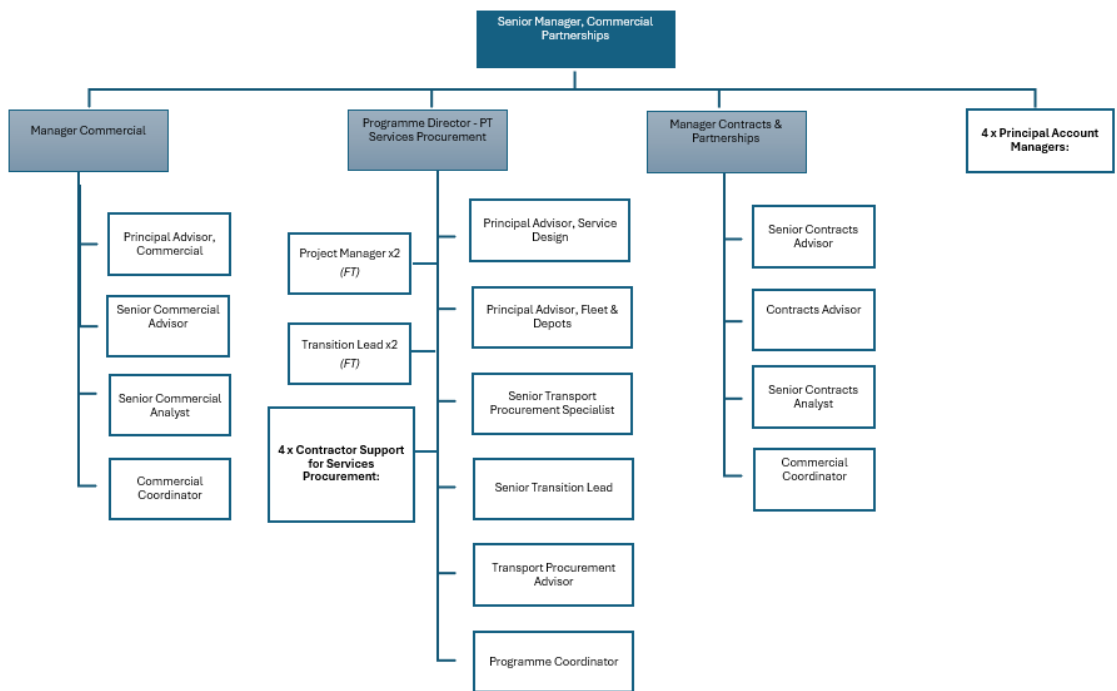 Senior Manager, Commercial
Partnerships
Manager Commercial
Programme Director - PT
Services Procurement
Manager Contracts &
Partnerships
4 x Principal Account
Managers:
Principal Advisor,
Commercial
Senior Commercial
Advisor
Senior Commercial
Analyst
Commercial
Coordinator
Project Manager x2
(FT)
Transition Lead x2
(FT)
4 x Contractor Support
for Services
Procurement:
Principal Advisor, Service
Design
Principal Advisor, Fleet &
Depots
Senior Transport
Procurement Specialist
Senior Transition Lead
Transport Procurement
Advisor
Programme Coordinator
Senior Contracts
Advisor
Contracts Advisor
Senior Contracts
Analyst
Commercial
Coordinator